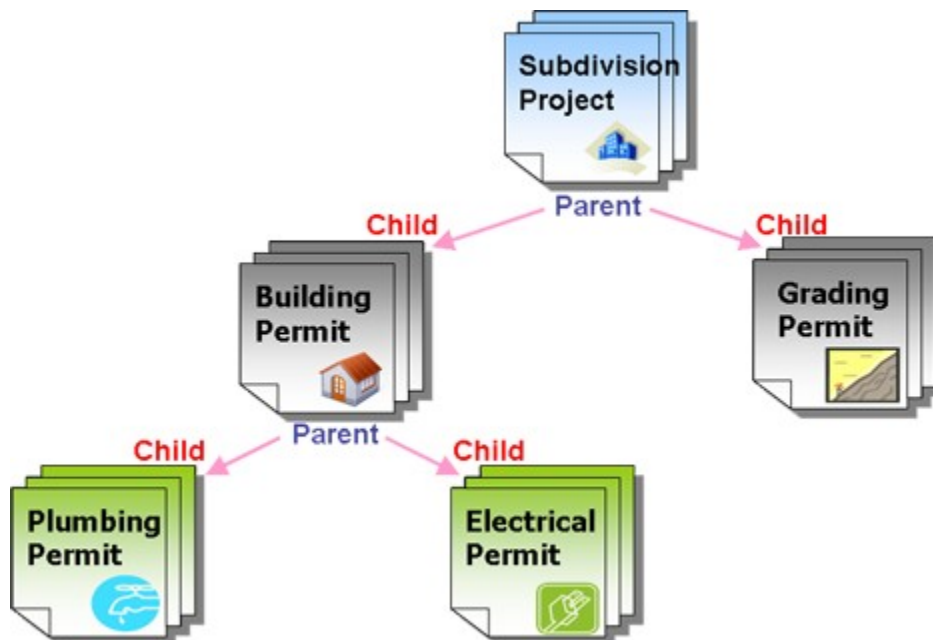 Subdivision
Project
Parent
Child
Child
Building
Permit
Grading
Permit
Parent
Child
Child
Plumbing
Permit
Electrical
Permit